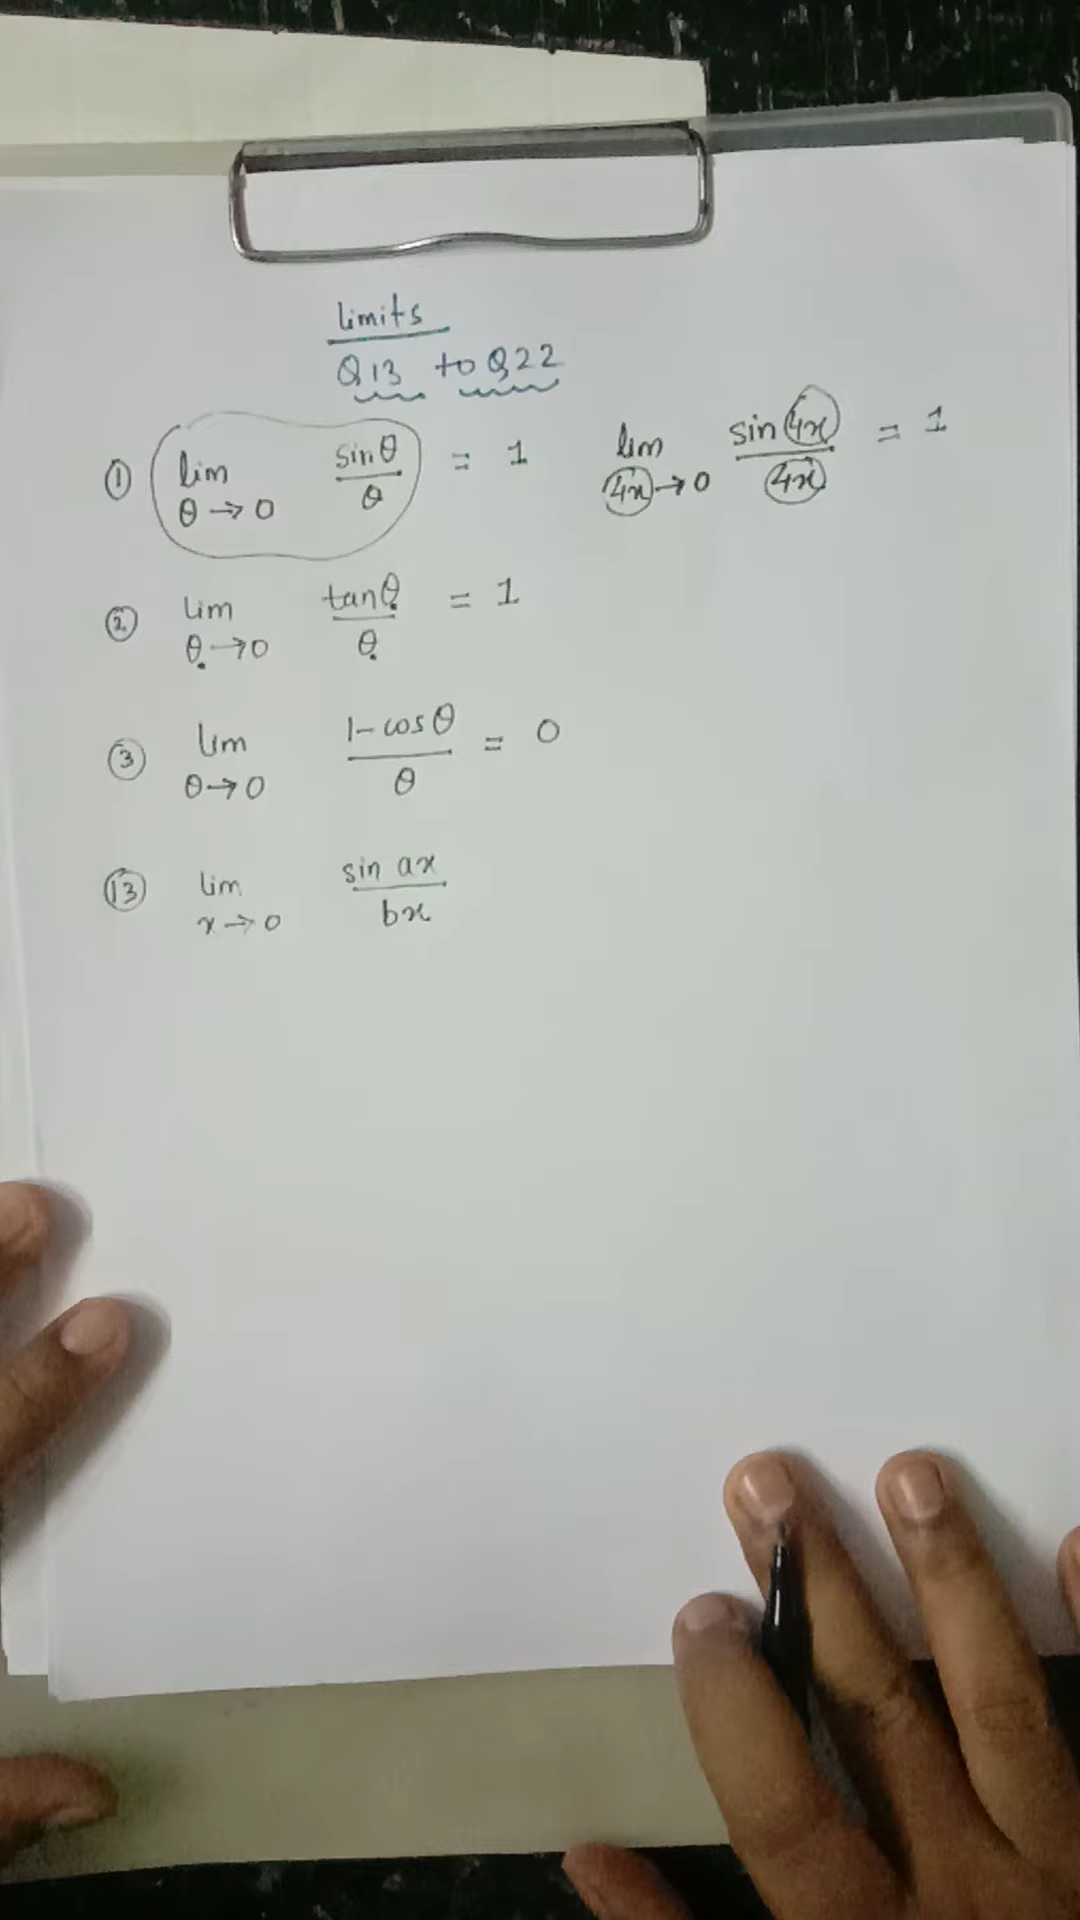 Limits
Q13 to Q22
① lim θ→0 sinθ/θ = 1 lim 4x→0 sin 4x/4x = 1
② lim θ→0 tanθ/θ = 1
③ lim θ→0 1-cosθ/θ = 0
⑬ lim x→0 sin ax/bx